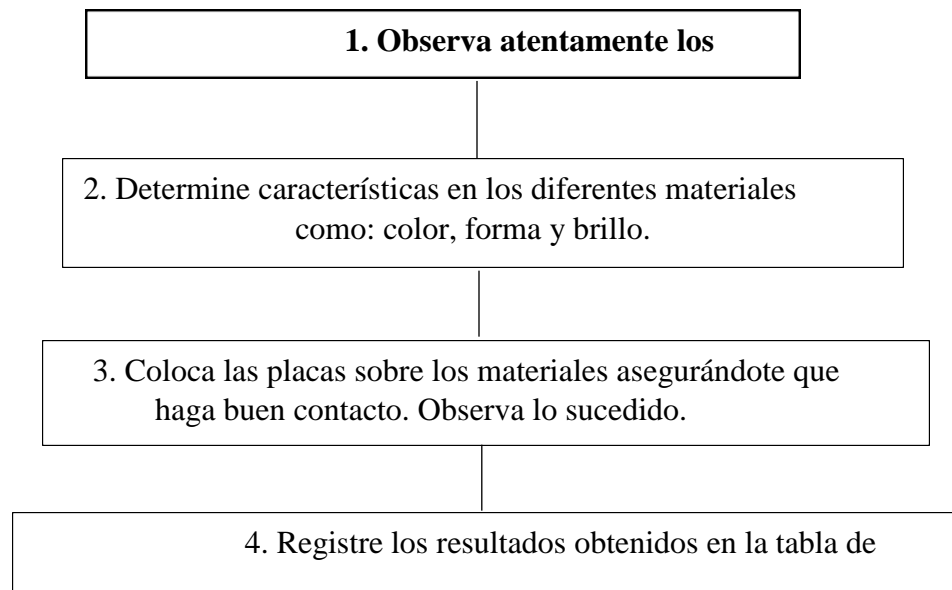 1. Observa atentamente los
2. Determine características en los diferentes materiales
como: color, forma y brillo.
3. Coloca las placas sobre los materiales asegurándote que
haga buen contacto. Observa lo sucedido.
4. Registre los resultados obtenidos en la tabla de